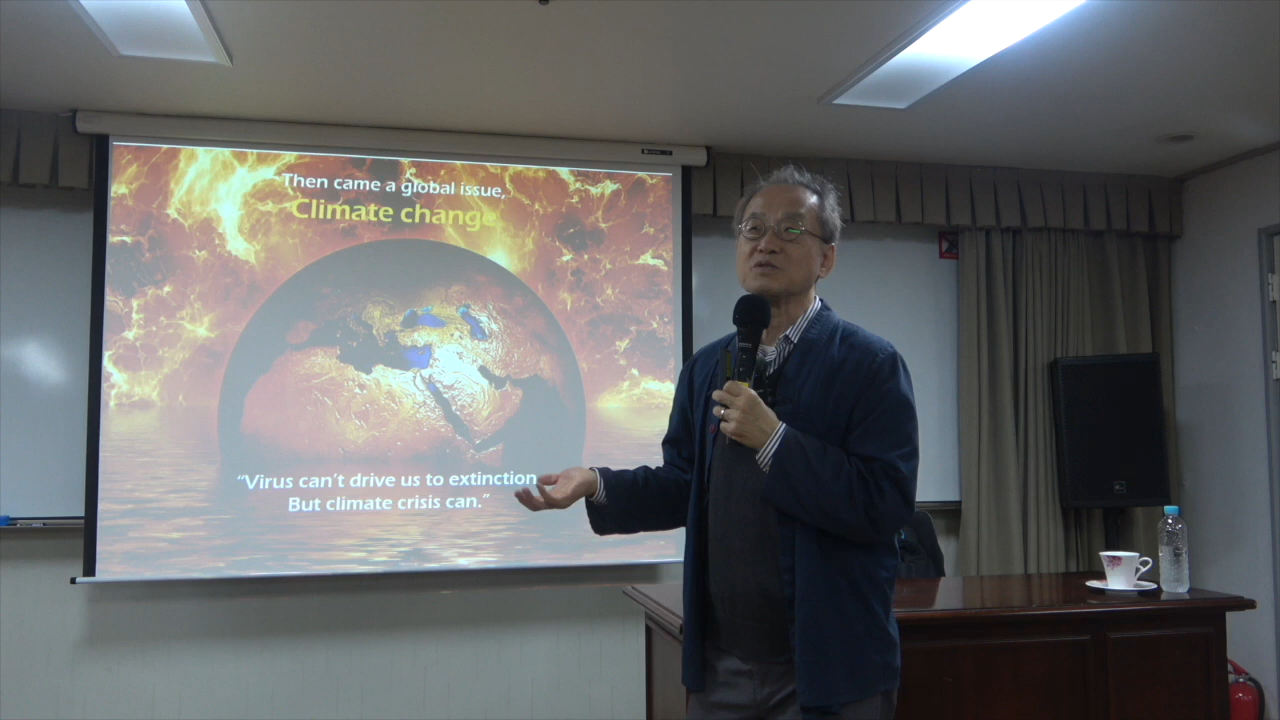 Then came a global issue,
Climate change
“Virus can’t drive us to extinction
But climate crisis can.”